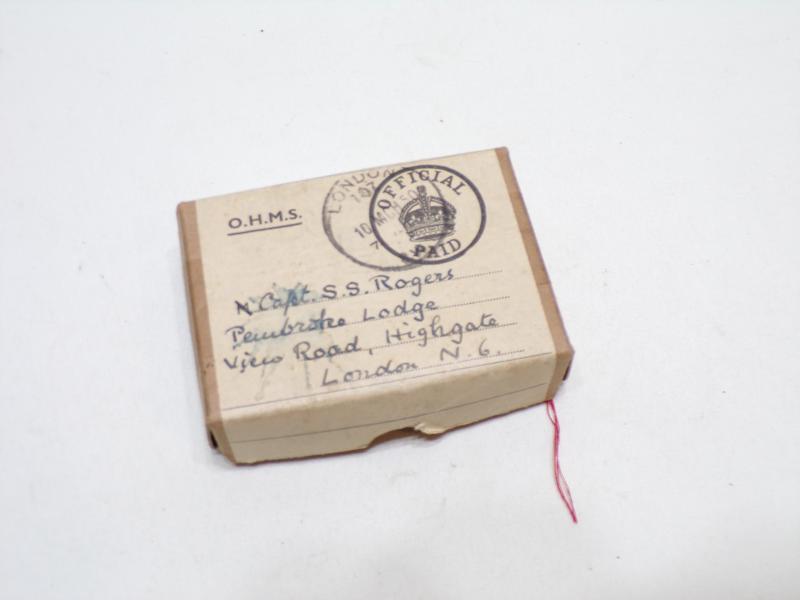 O.H.M.S.
LONDON
OFFICIAL PAID
Capt. S.S. Rogers
Pembroke Lodge
View Road, Highgate
London N.6.